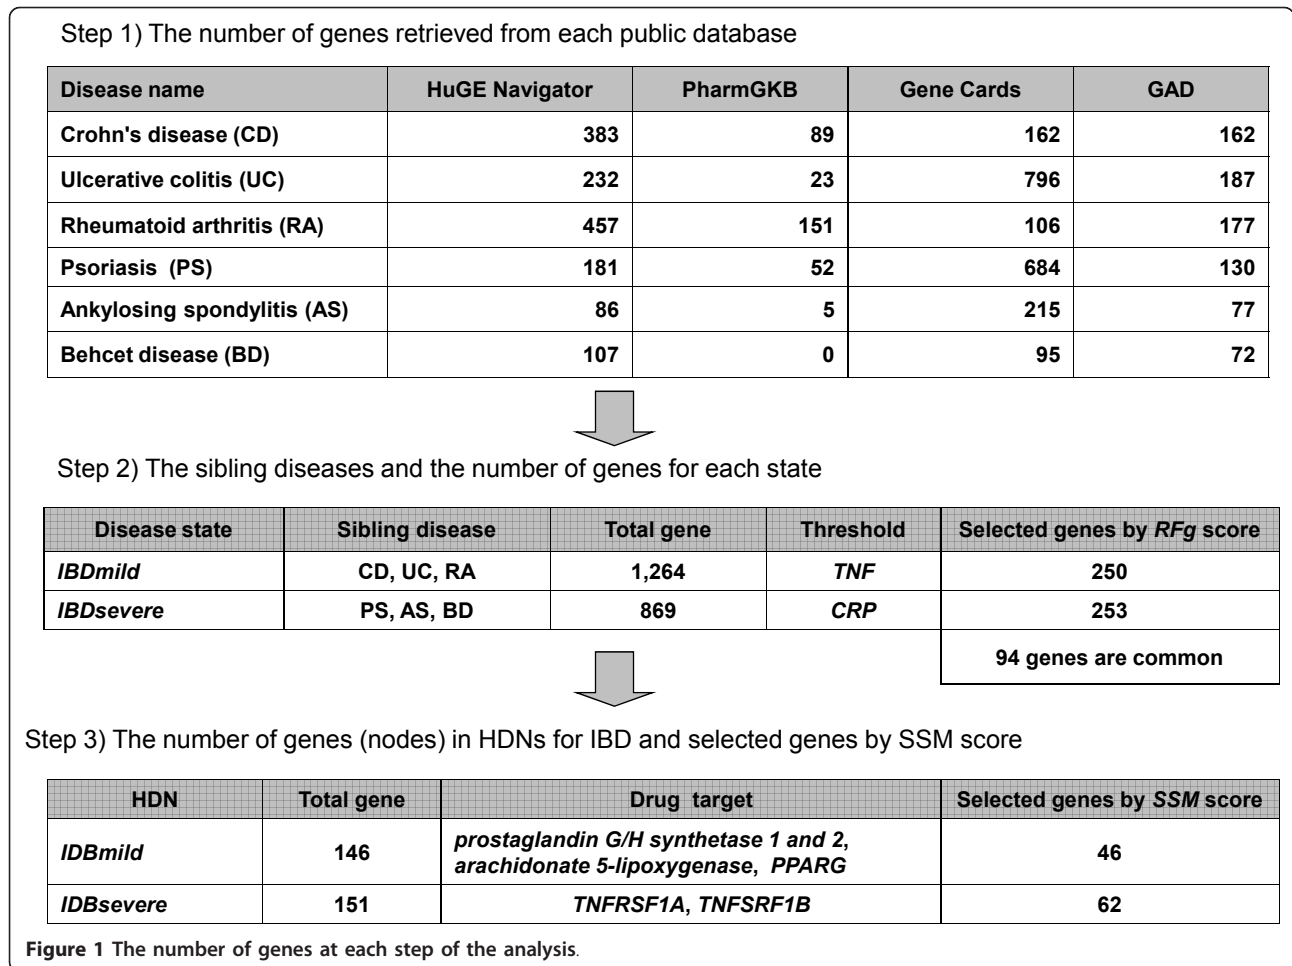 Step 1) The number of genes retrieved from each public database
Disease name HuGE Navigator PharmGKB Gene Cards GAD
Crohn's disease (CD) 383 89 162 162
Ulcerative colitis (UC) 232 23 796 187
Rheumatoid arthritis (RA) 457 151 106 177
Psoriasis (PS) 181 52 684 130
Ankylosing spondylitis (AS) 86 5 215 77
Behcet disease (BD) 107 0 95 72
Step 2) The sibling diseases and the number of genes for each state
Disease state Sibling disease Total gene Threshold Selected genes by RFg score
IBDmild CD, UC, RA 1,264 TNF 250
IBDsevere PS, AS, BD 869 CRP 253
94 genes are common
Step 3) The number of genes (nodes) in HDNs for IBD and selected genes by SSM score
HDN Total gene Drug target Selected genes by SSM score
IDBmild 146 prostaglandin G/H synthetase 1 and 2, 46
arachidonate 5-lipoxygenase, PPARG
IDBsevere 151 TNFRSF1A, TNFSRF1B 62
Figure 1 The number of genes at each step of the analysis.